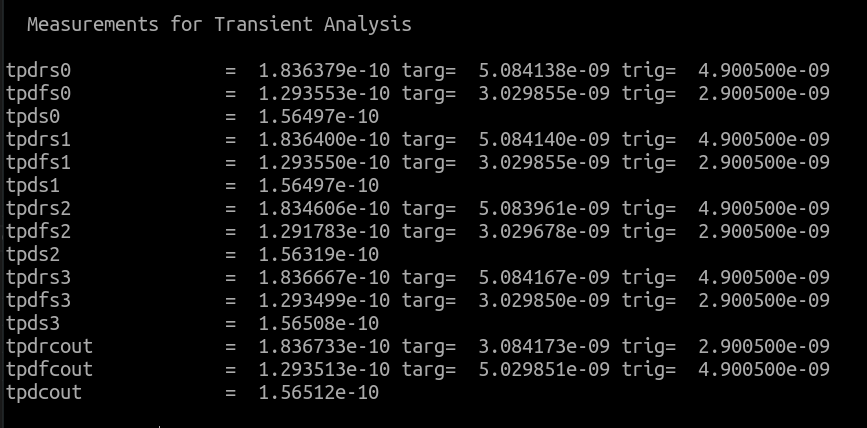 Measurements for Transient Analysis
tpdrs0 = 1.836379e-10 targ= 5.084138e-09 trig= 4.900500e-09
tpdfs0 = 1.293553e-10 targ= 3.029855e-09 trig= 2.900500e-09
tpds0 = 1.56497e-10
tpdrs1 = 1.836400e-10 targ= 5.084140e-09 trig= 4.900500e-09
tpdfs1 = 1.293550e-10 targ= 3.029855e-09 trig= 2.900500e-09
tpds1 = 1.56497e-10
tpdrs2 = 1.834606e-10 targ= 5.083961e-09 trig= 4.900500e-09
tpdfs2 = 1.291783e-10 targ= 3.029678e-09 trig= 2.900500e-09
tpds2 = 1.56319e-10
tpdrs3 = 1.836667e-10 targ= 5.084167e-09 trig= 4.900500e-09
tpdfs3 = 1.293499e-10 targ= 3.029850e-09 trig= 2.900500e-09
tpds3 = 1.56508e-10
tpdrcout = 1.836733e-10 targ= 3.084173e-09 trig= 2.900500e-09
tpdfcout = 1.293513e-10 targ= 5.029851e-09 trig= 4.900500e-09
tpdcout = 1.56512e-10